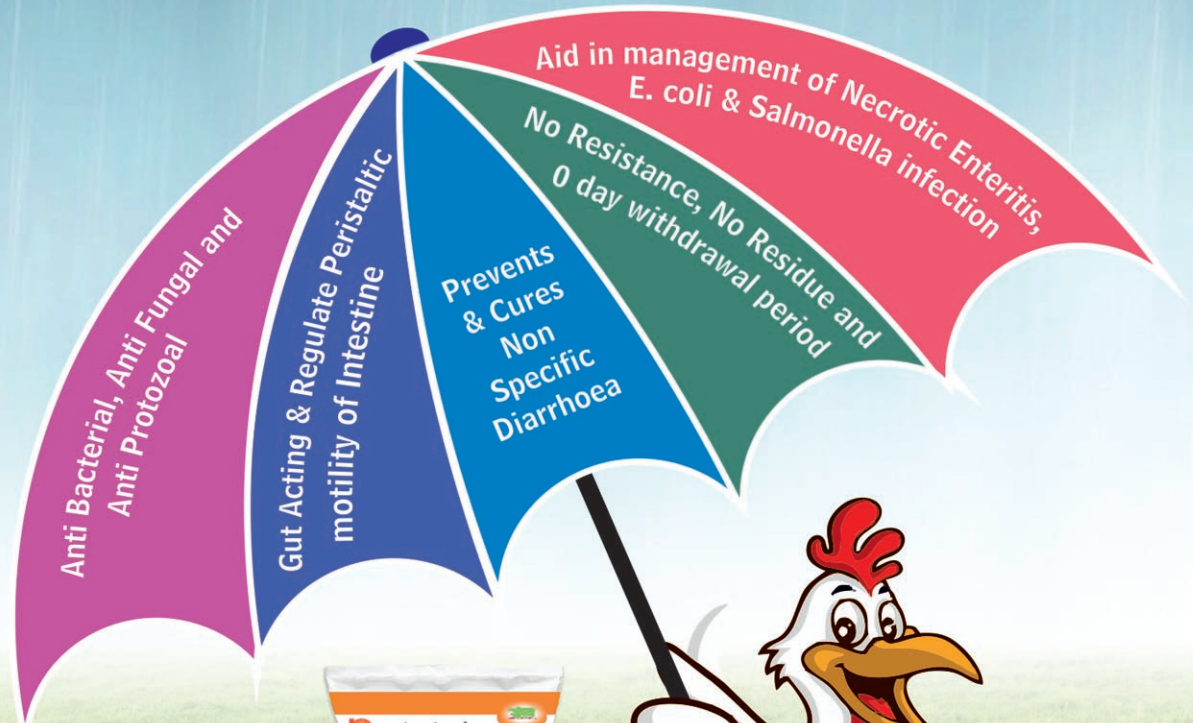 Anti Bacterial, Anti Fungal and
Anti Protozoal
Gut Acting & Regulate Peristaltic
motility of Intestine
Prevents
& Cures
Non
Specific
Diarrhoea
No Resistance, No Residue and
0 day withdrawal period
Aid in management of Necrotic Enteritis,
E. coli & Salmonella infection